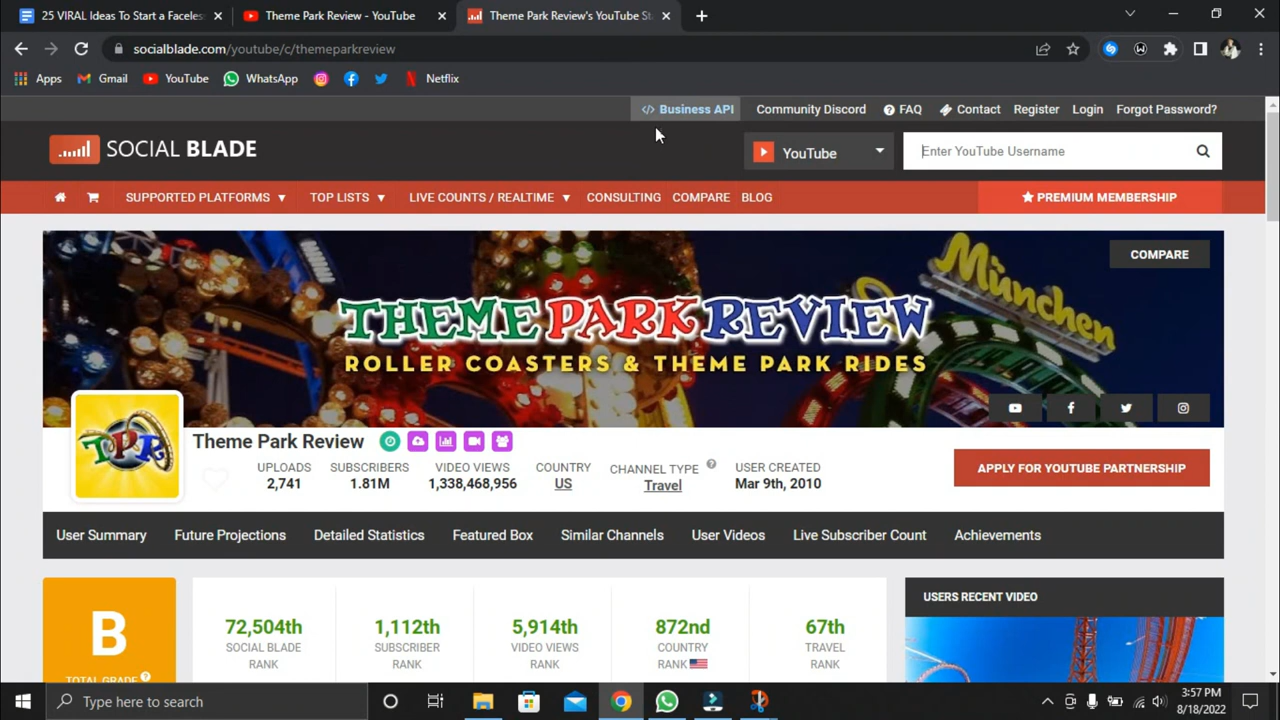 25 VIRAL Ideas To Start a Faceles
Theme Park Review - YouTube
Theme Park Review's YouTube St
socialblade.com/youtube/c/themeparkreview
Apps
Gmail
YouTube
WhatsApp
Netflix
</> Business API
Community Discord
FAQ
Contact
Register
Login
Forgot Password?
SOCIAL BLADE
YouTube
Enter YouTube Username
SUPPORTED PLATFORMS
TOP LISTS
LIVE COUNTS / REALTIME
CONSULTING
COMPARE
BLOG
PREMIUM MEMBERSHIP
COMPARE
München
THEME PARK REVIEW
ROLLER COASTERS & THEME PARK RIDES
TPR
Theme Park Review
UPLOADS
2,741
SUBSCRIBERS
1.81M
VIDEO VIEWS
1,338,468,956
COUNTRY
US
CHANNEL TYPE
Travel
USER CREATED
Mar 9th, 2010
APPLY FOR YOUTUBE PARTNERSHIP
User Summary
Future Projections
Detailed Statistics
Featured Box
Similar Channels
User Videos
Live Subscriber Count
Achievements
B
TOTAL GRADE
72,504th
SOCIAL BLADE
RANK
1,112th
SUBSCRIBER
RANK
5,914th
VIDEO VIEWS
RANK
872nd
COUNTRY
RANK
67th
TRAVEL
RANK
USERS RECENT VIDEO
Type here to search
3:57 PM
8/18/2022